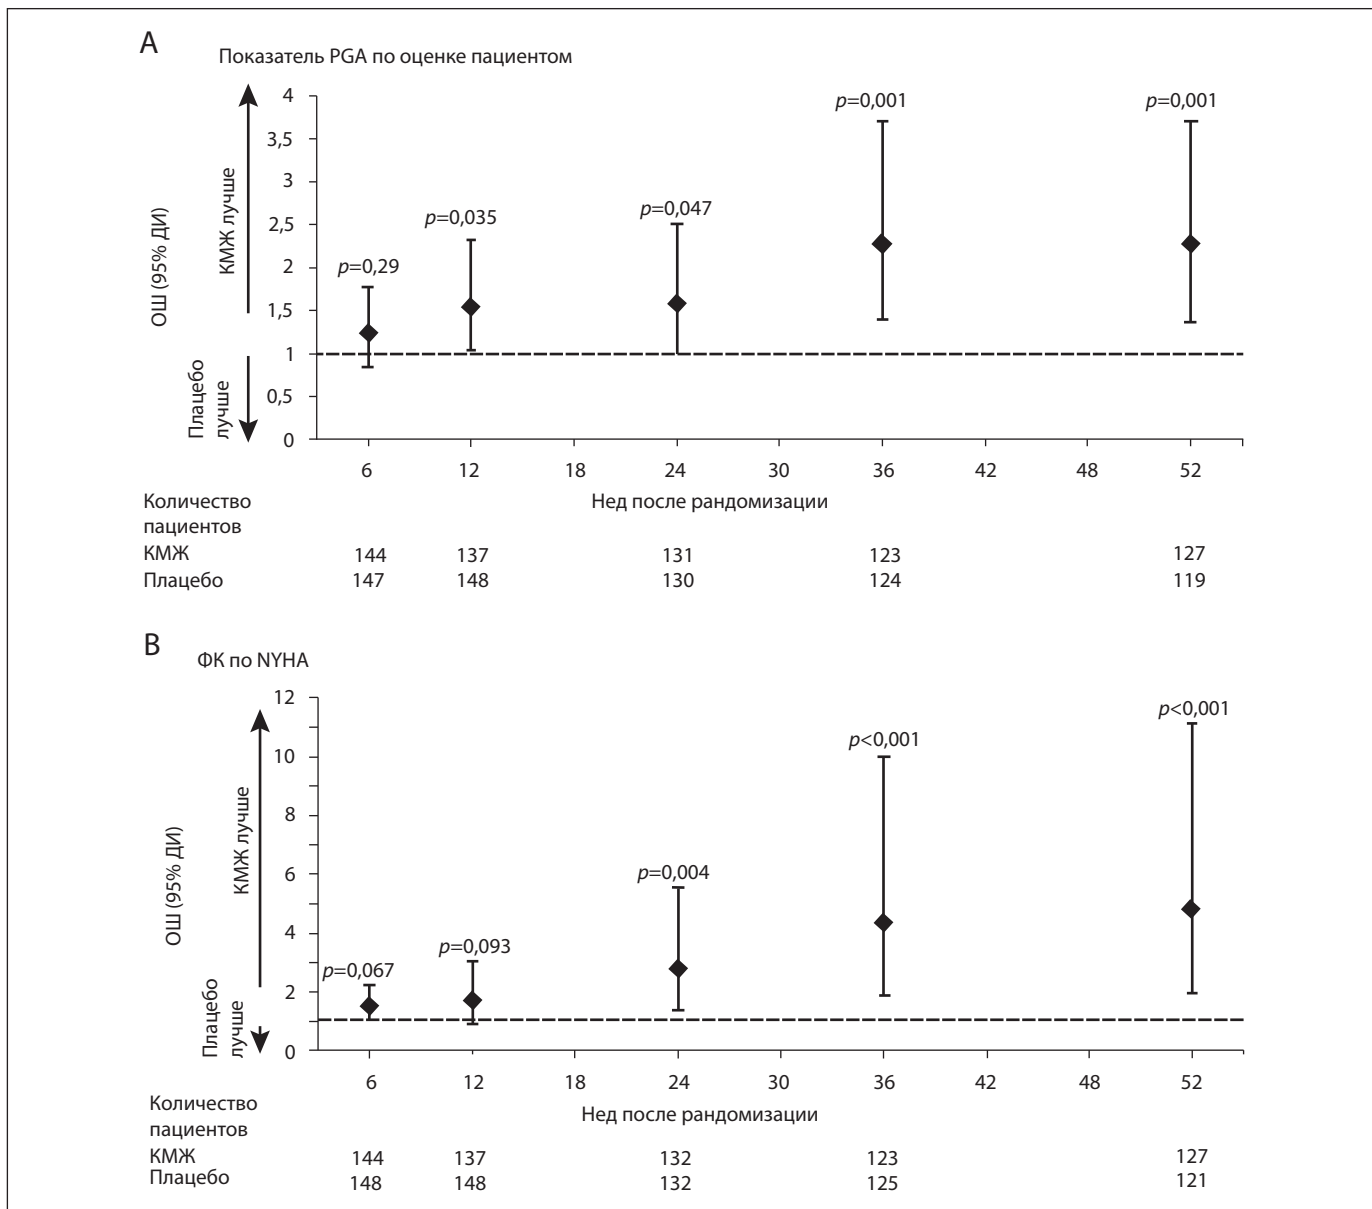 A
Показатель PGA по оценке пациентом
ОШ (95% ДИ)
КМЖ лучше
Плацебо
лучше
4
3,5
3
2,5
2
1,5
1
0,5
0
p=0,29
p=0,035
p=0,047
p=0,001
p=0,001
6 12 18 24 30 36 42 48 52
Количество
пациентов
Нед после рандомизации
КМЖ 144 137 131 123 127
Плацебо 147 148 130 124 119
B
ФК по NYHA
ОШ (95% ДИ)
КМЖ лучше
Плацебо
лучше
12
10
8
6
4
2
0
p=0,067
p=0,093
p=0,004
p<0,001
p<0,001
6 12 18 24 30 36 42 48 52
Количество
пациентов
Нед после рандомизации
КМЖ 144 137 132 123 127
Плацебо 148 148 132 125 121